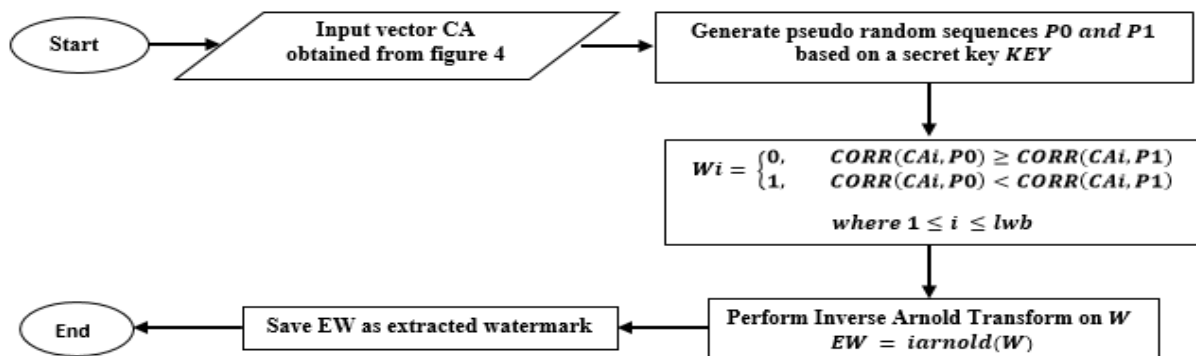 Start
Input vector CA
obtained from figure 4
Generate pseudo random sequences P0 and P1
based on a secret key KEY
Wi = {0, CORR(CAi, P0) ≥ CORR(CAi, P1)
1, CORR(CAi, P0) < CORR(CAi, P1)
where 1 ≤ i ≤ lwb
Perform Inverse Arnold Transform on W
EW = iarnold(W)
Save EW as extracted watermark
End